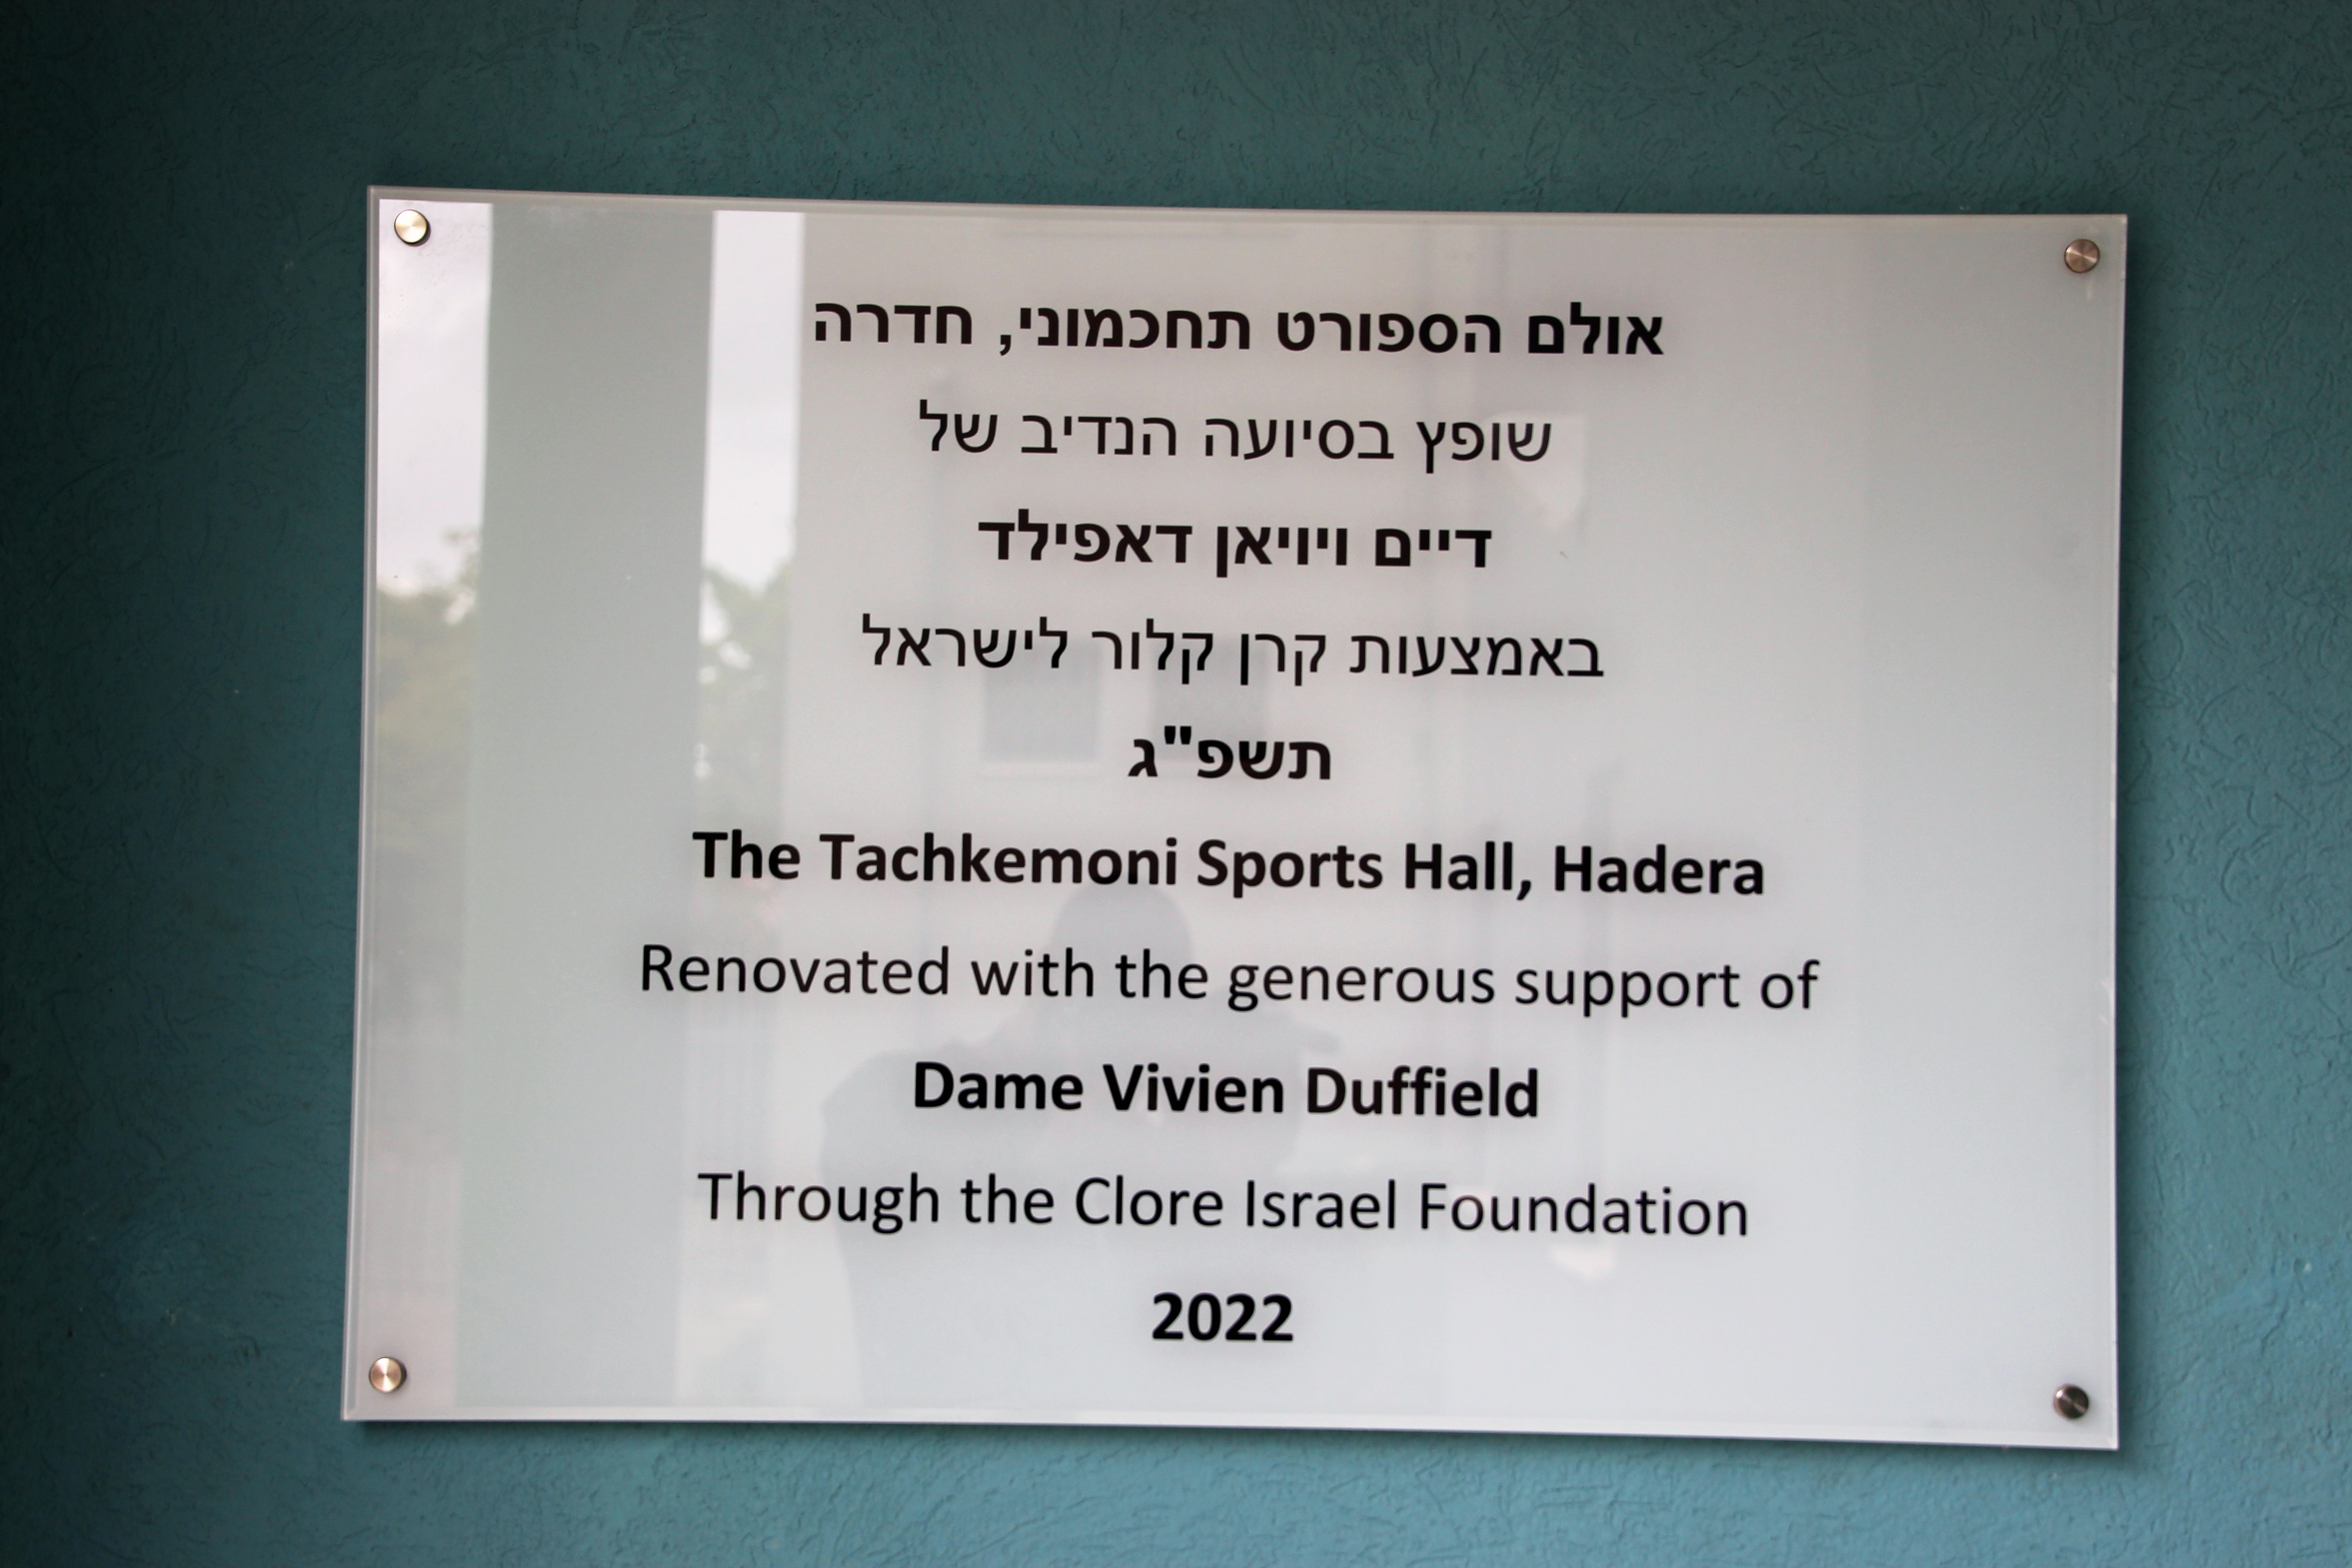 אולם הספורט תחכמוני, חדרה
שופץ בסיועה הנדיב של
דיים ויויאן דאפילד
באמצעות קרן קלור לישראל
תשפ"ג
The Tachkemoni Sports Hall, Hadera
Renovated with the generous support of
Dame Vivien Duffield
Through the Clore Israel Foundation
2022